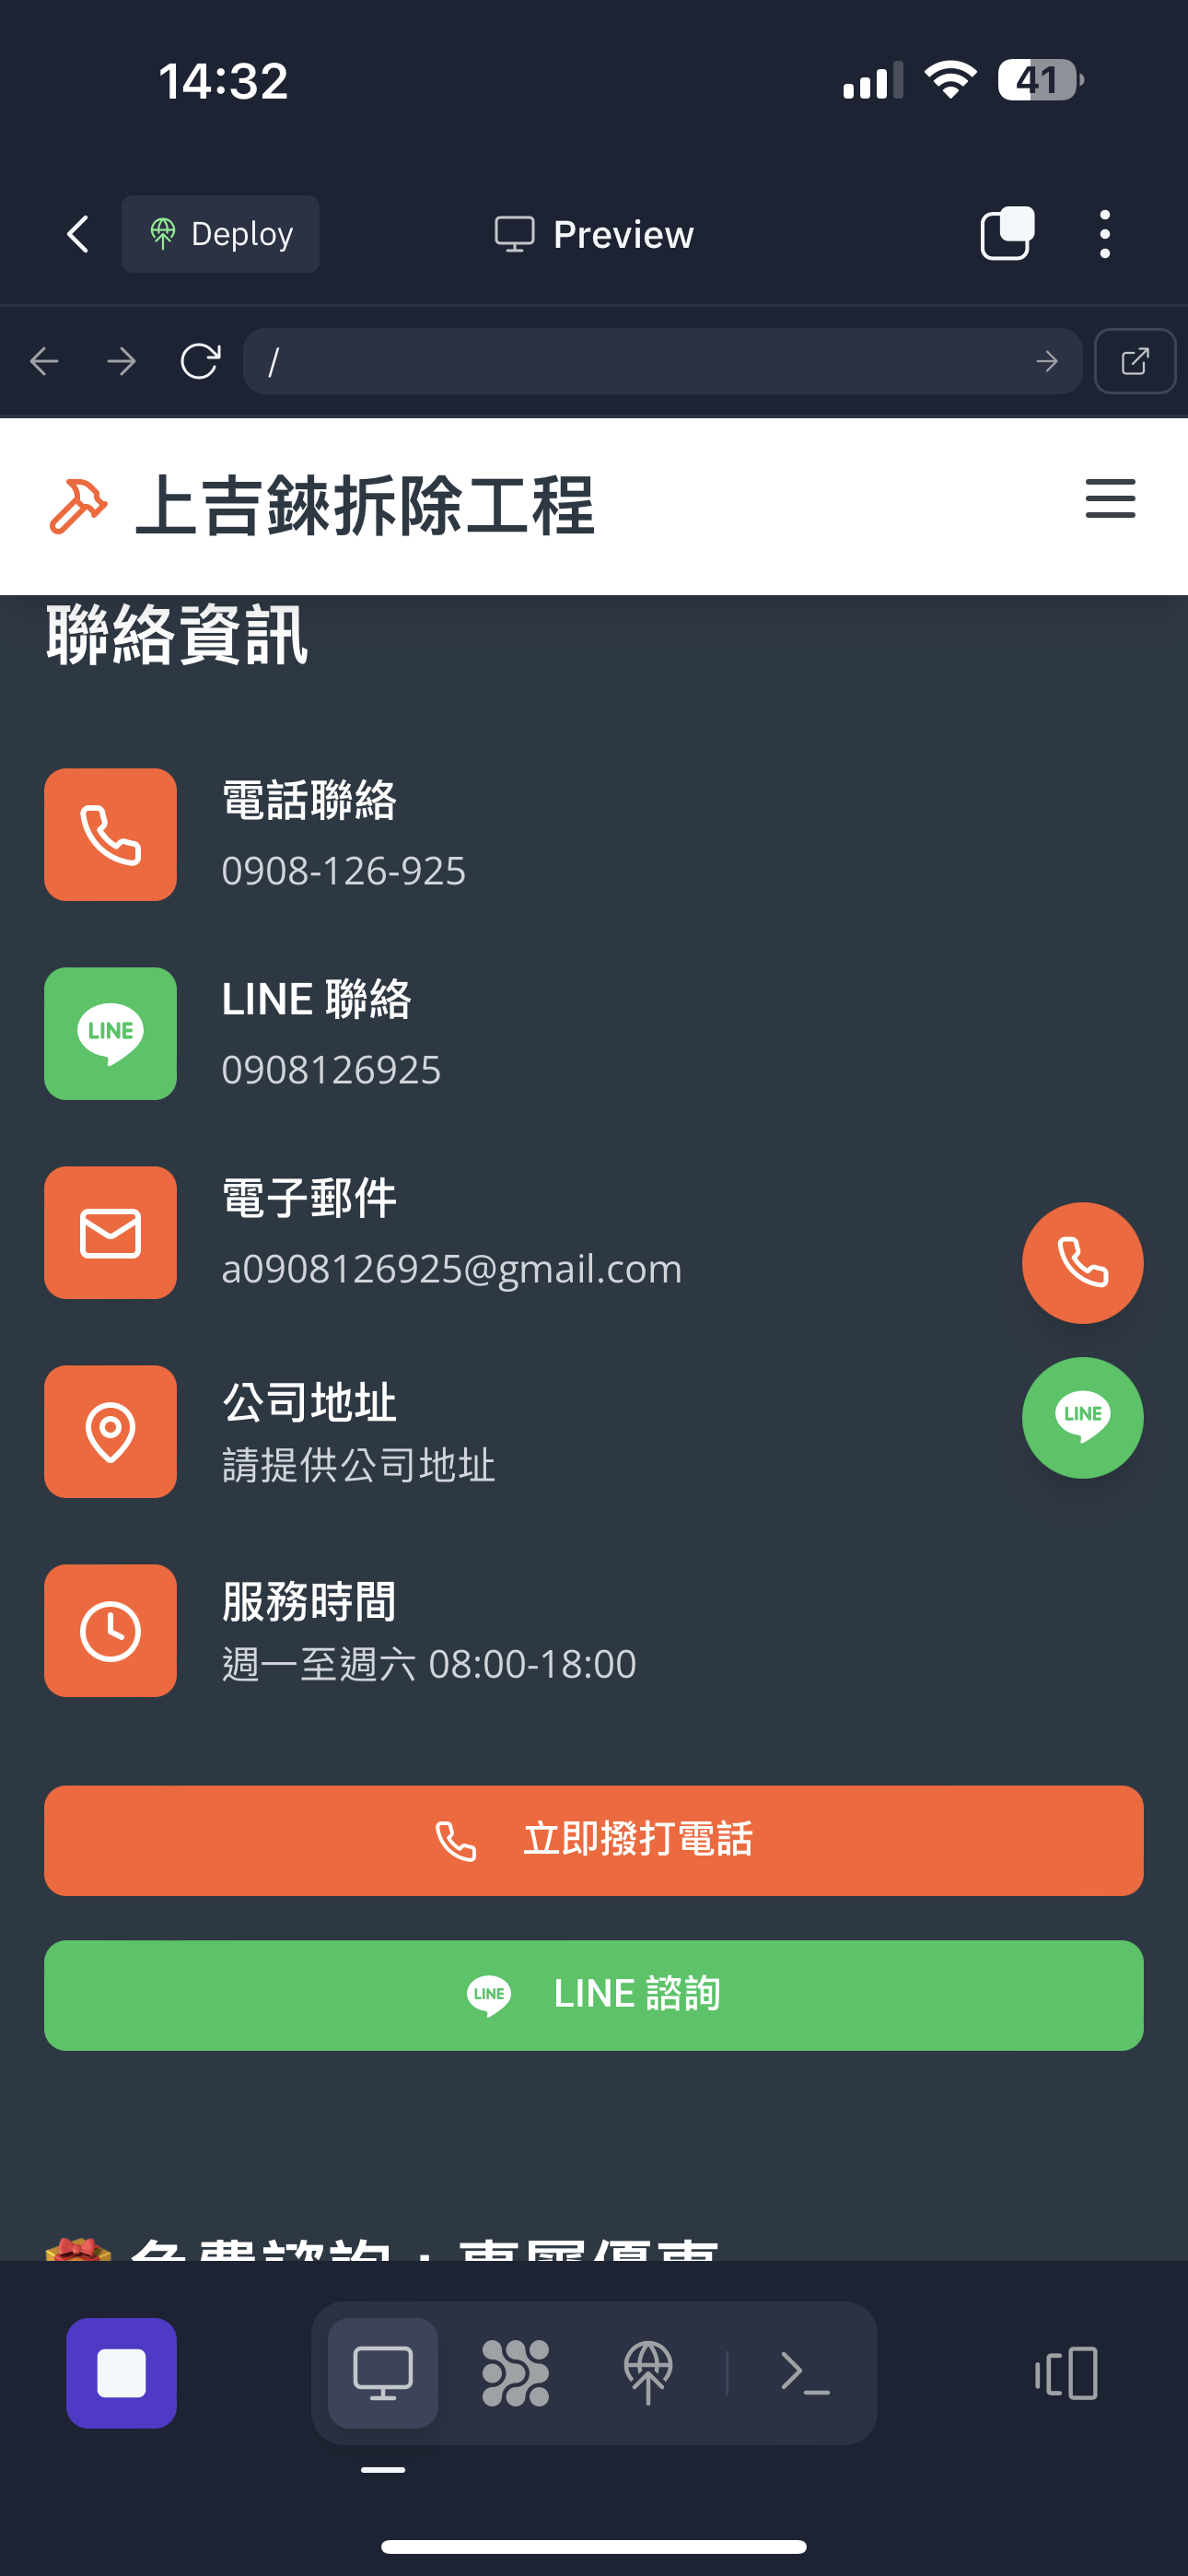 14:32
41
Deploy
Preview
/
上吉錸拆除工程
聯絡資訊
電話聯絡
0908-126-925
LINE
LINE 聯絡
0908126925
電子郵件
a0908126925@gmail.com
公司地址
LINE
請提供公司地址
服務時間
週一至週六 08:00-18:00
立即撥打電話
LINE
LINE 諮詢